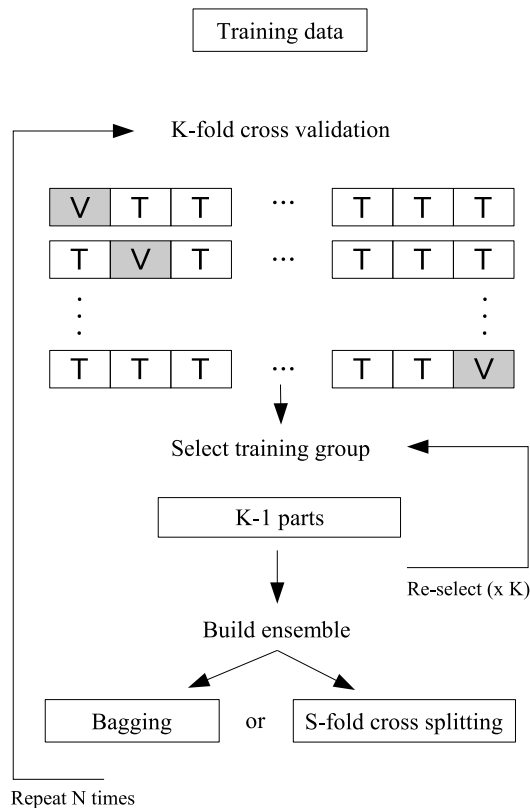 Training data
K-fold cross validation
V T T ... T T T
T V T ... T T T
T T T ... T T V
Select training group
K-1 parts
Re-select (x K)
Build ensemble
Bagging or S-fold cross splitting
Repeat N times